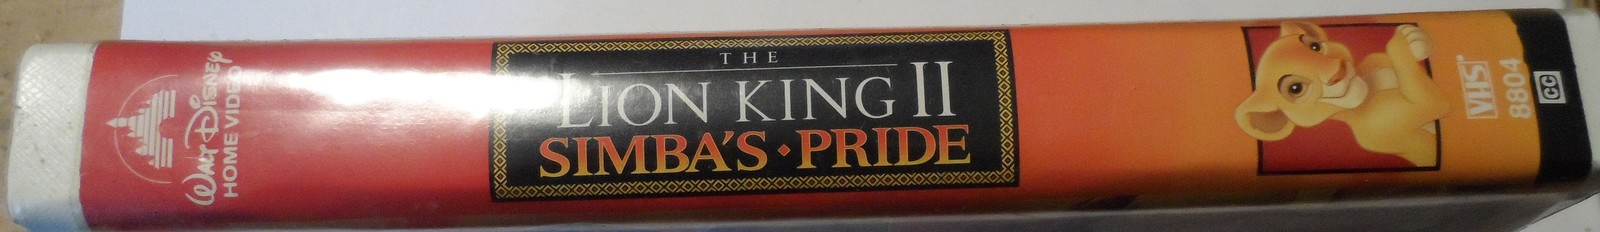 WALT DISNEY
HOME VIDEO
THE
LION KING II
SIMBA'S • PRIDE
VHS
8804
CC